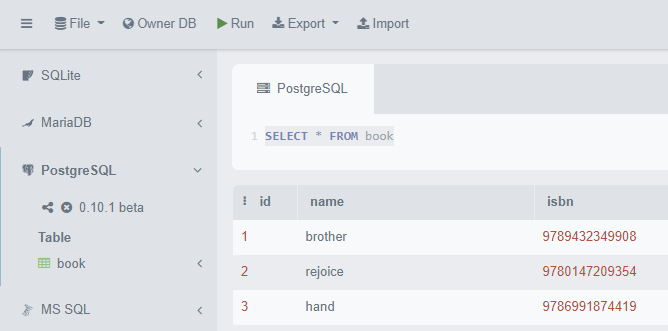 File Owner DB Run Export Import
SQLite
PostgreSQL
MariaDB
1 SELECT * FROM book
PostgreSQL
0.10.1 beta
id name isbn
Table
1 brother 9789432349908
book
2 rejoice 9780147209354
MS SQL
3 hand 9786991874419